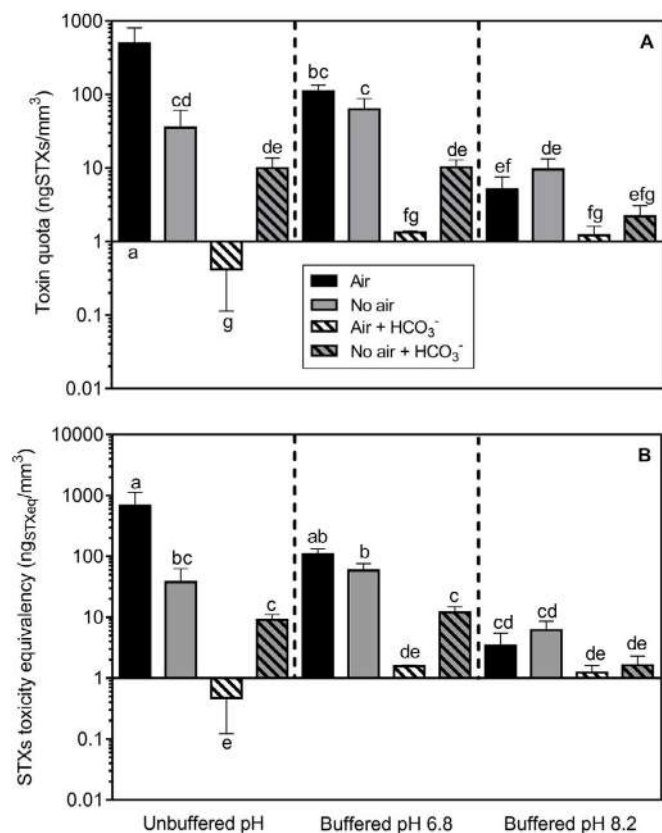 A
Toxin quota (ngSTXs/mm³)
1000
100
10
1
0.1
0.01
a
cd
g
de
bc
c
fg
de
ef
de
fg
efg
Air
No air
Air + HCO₃⁻
No air + HCO₃⁻
B
STXs toxicity equivalency (ng_STXeq/mm³)
10000
1000
100
10
1
0.1
0.01
a
bc
e
c
ab
b
de
c
cd
cd
de
de
Unbuffered pH Buffered pH 6.8 Buffered pH 8.2